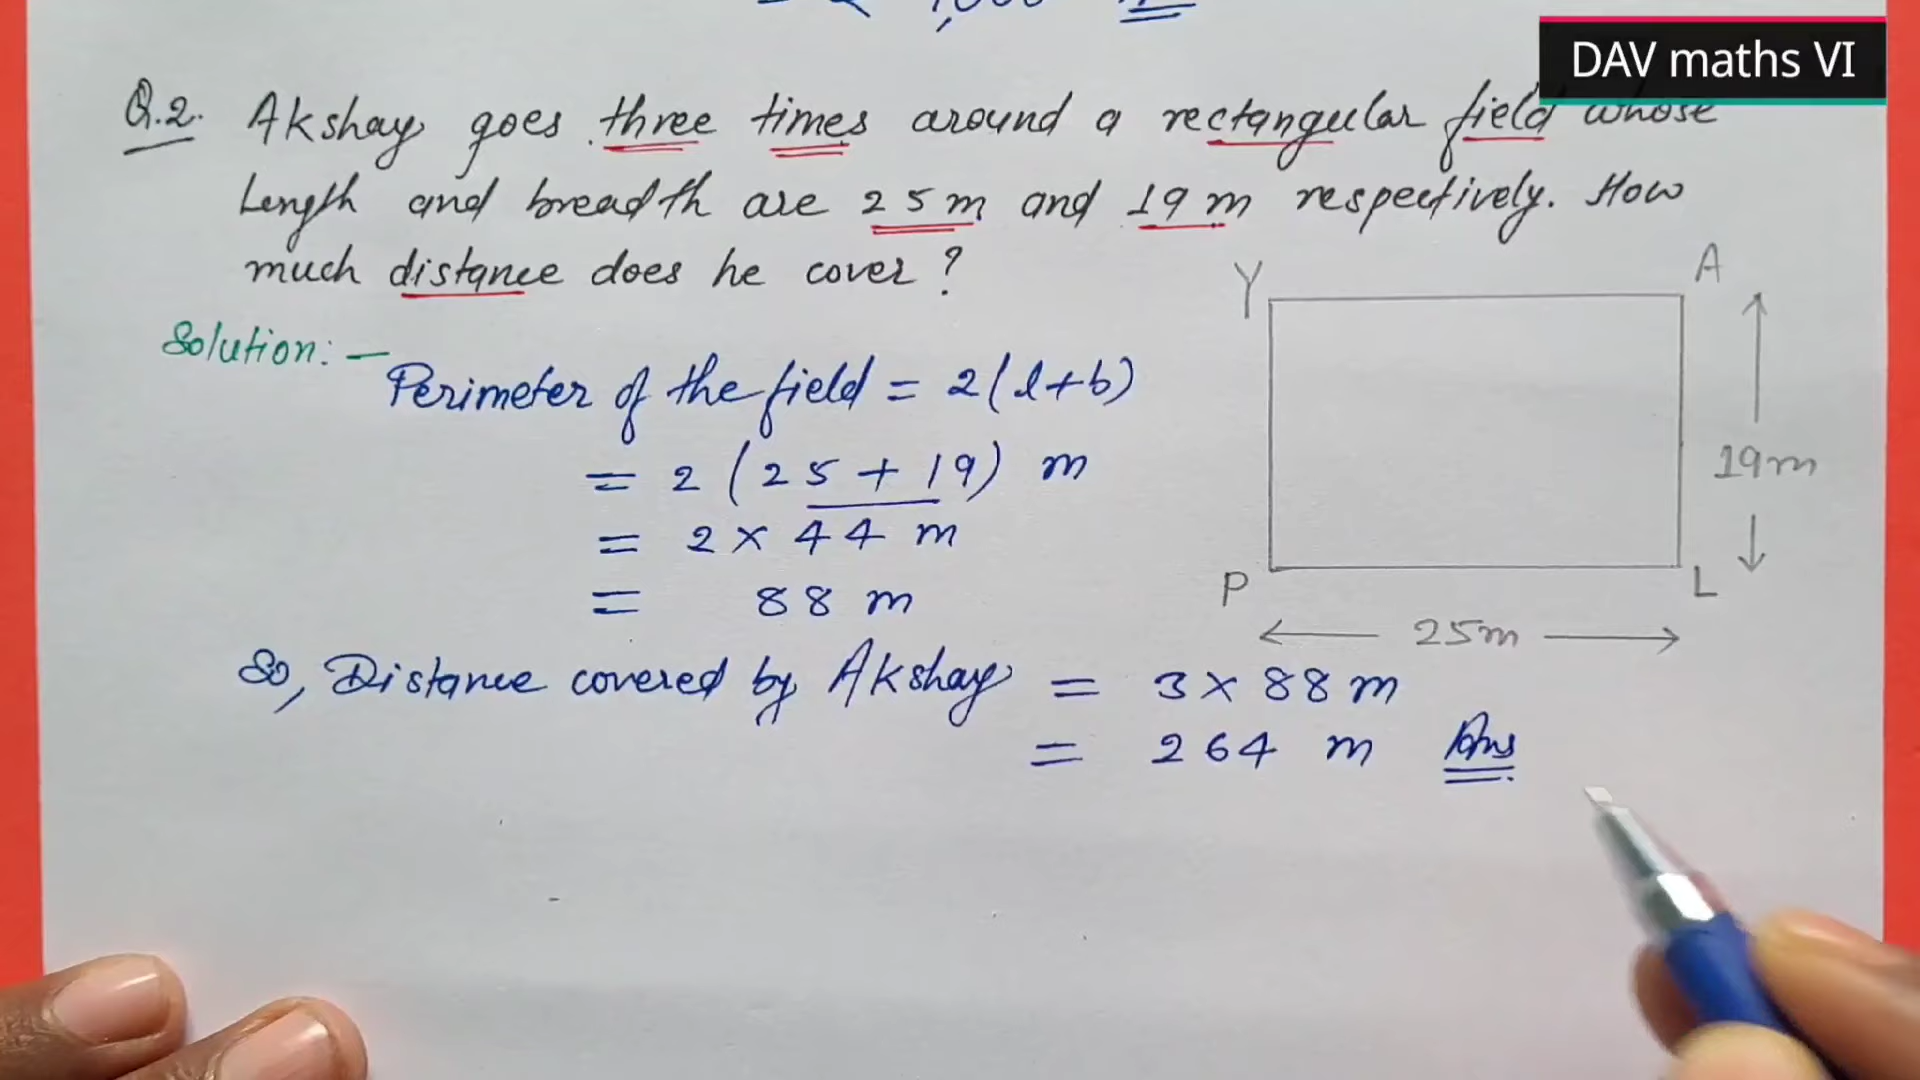 DAV maths VI
Q.2. Akshay goes three times around a rectangular field whose
Length and breadth are 25m and 19m respectively. How
much distance does he cover?
Solution:-
Perimeter of the field = 2(l+b)
= 2 (25 + 19) m
= 2 × 44 m
= 88 m
Y A
19m
P L
25m
So, Distance covered by Akshay = 3 × 88 m
= 264 m Ans